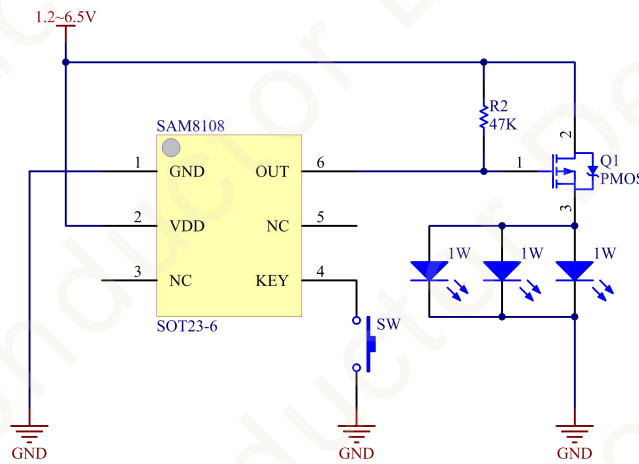 1.2~6.5V
SAM8108
1 GND OUT 6
2 VDD NC 5
3 NC KEY 4
SOT23-6
R2
47K
1
2
3
Q1
PMOS
1W 1W 1W
SW
GND GND GND